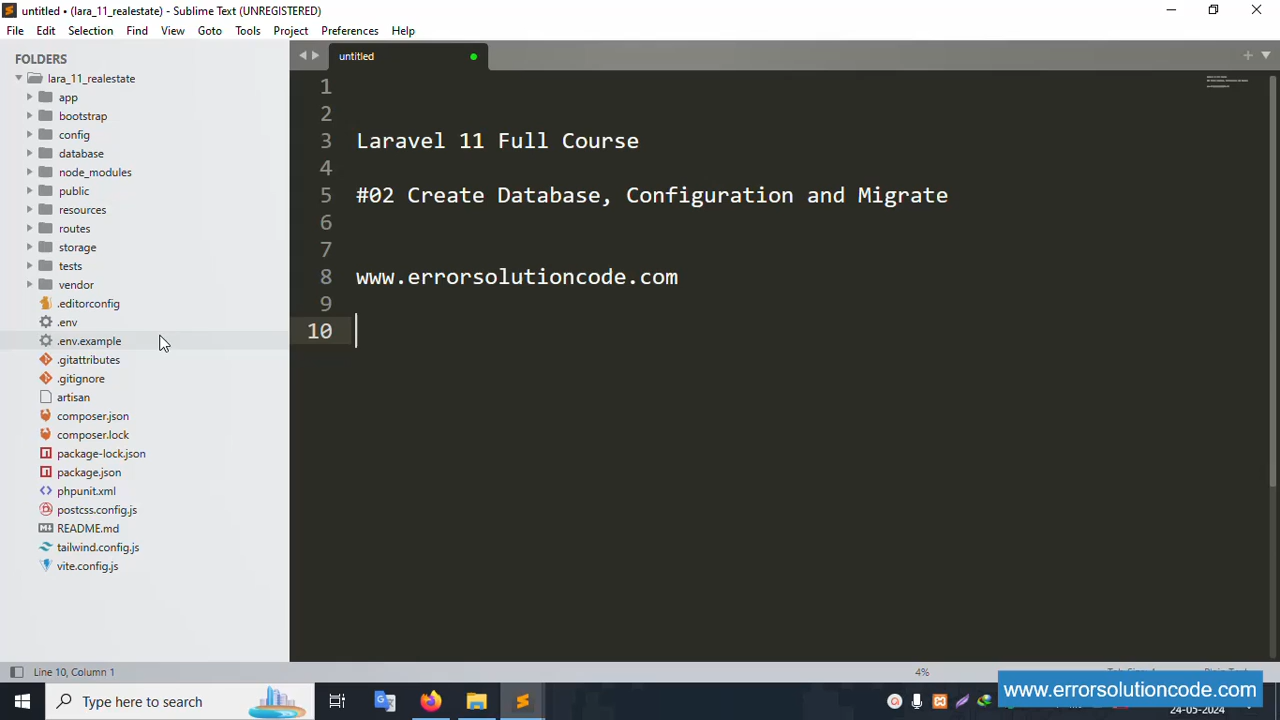 untitled • (lara_11_realestate) - Sublime Text (UNREGISTERED)
File Edit Selection Find View Goto Tools Project Preferences Help
FOLDERS
lara_11_realestate
app
bootstrap
config
database
node_modules
public
resources
routes
storage
tests
vendor
.editorconfig
.env
.env.example
.gitattributes
.gitignore
artisan
composer.json
composer.lock
package-lock.json
package.json
phpunit.xml
postcss.config.js
README.md
tailwind.config.js
vite.config.js
untitled
1
2
3 Laravel 11 Full Course
4
5 #02 Create Database, Configuration and Migrate
6
7
8 www.errorsolutioncode.com
9
10
Line 10, Column 1
4%
Type here to search
www.errorsolutioncode.com
24-05-2024